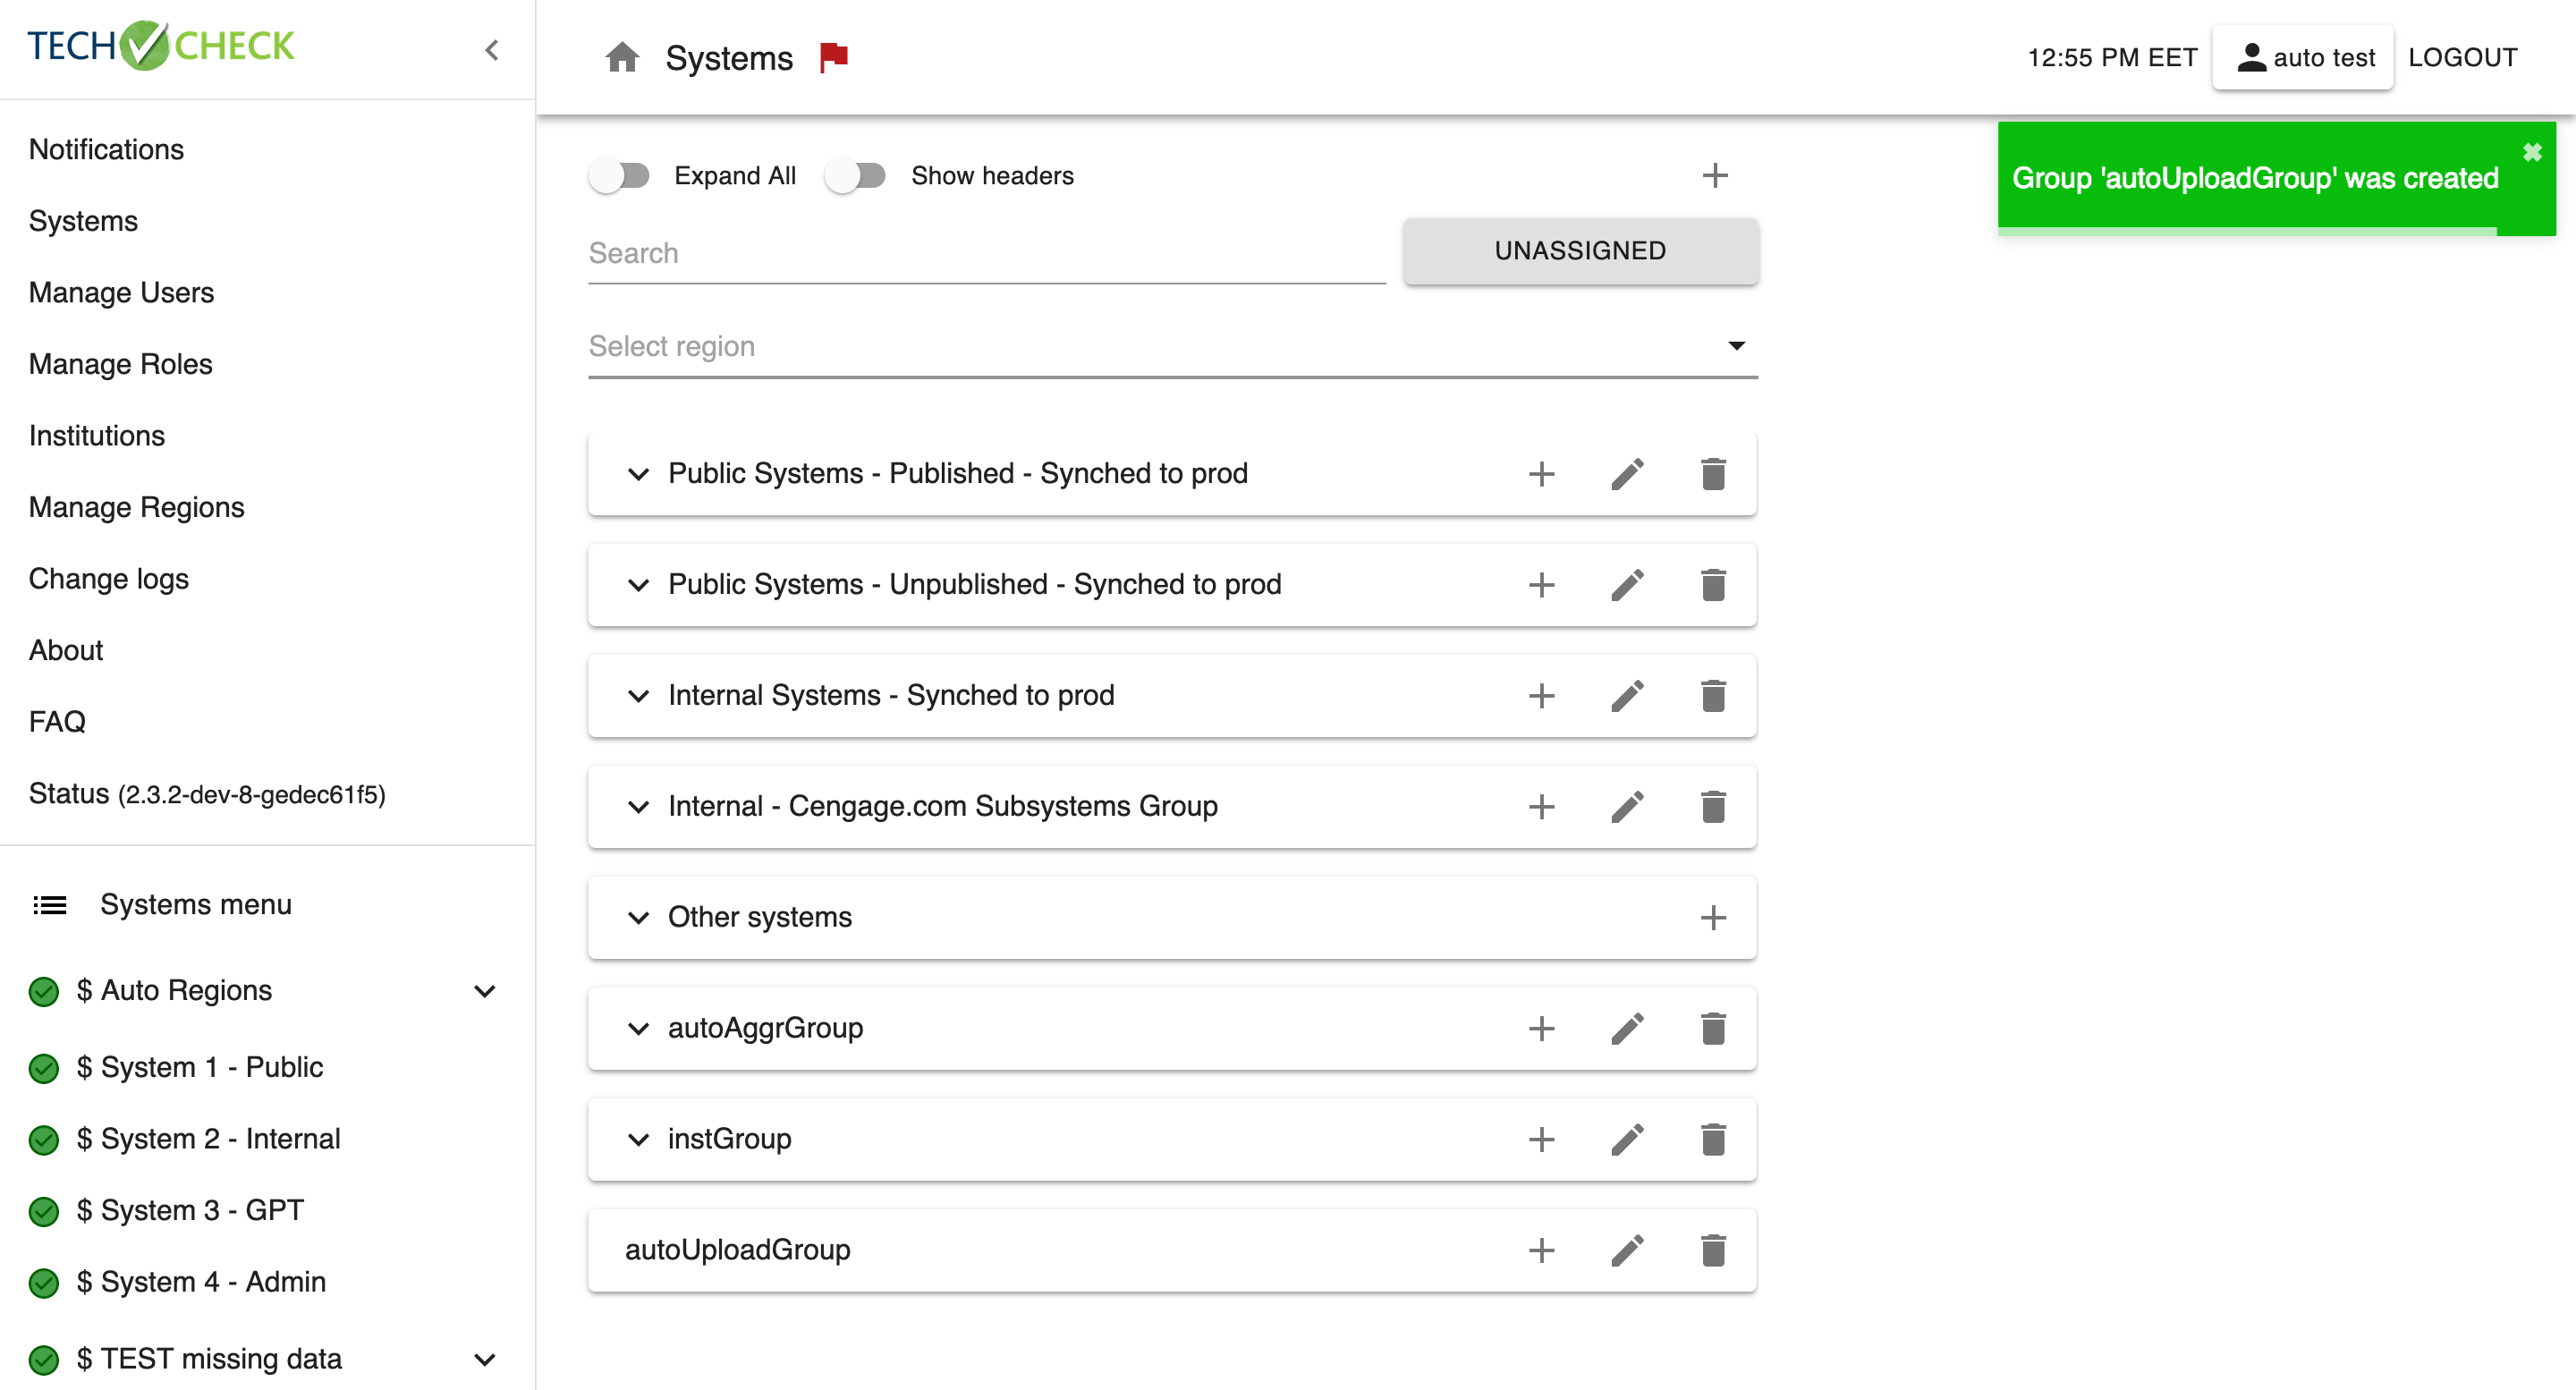 TECH CHECK
Systems
12:55 PM EET
auto test
LOGOUT
Notifications
Systems
Manage Users
Manage Roles
Institutions
Manage Regions
Change logs
About
FAQ
Status (2.3.2-dev-8-gedec61f5)
Systems menu
$ Auto Regions
$ System 1 - Public
$ System 2 - Internal
$ System 3 - GPT
$ System 4 - Admin
$ TEST missing data
Expand All
Show headers
Search
UNASSIGNED
Select region
Public Systems - Published - Synched to prod
Public Systems - Unpublished - Synched to prod
Internal Systems - Synched to prod
Internal - Cengage.com Subsystems Group
Other systems
autoAggrGroup
instGroup
autoUploadGroup
Group 'autoUploadGroup' was created